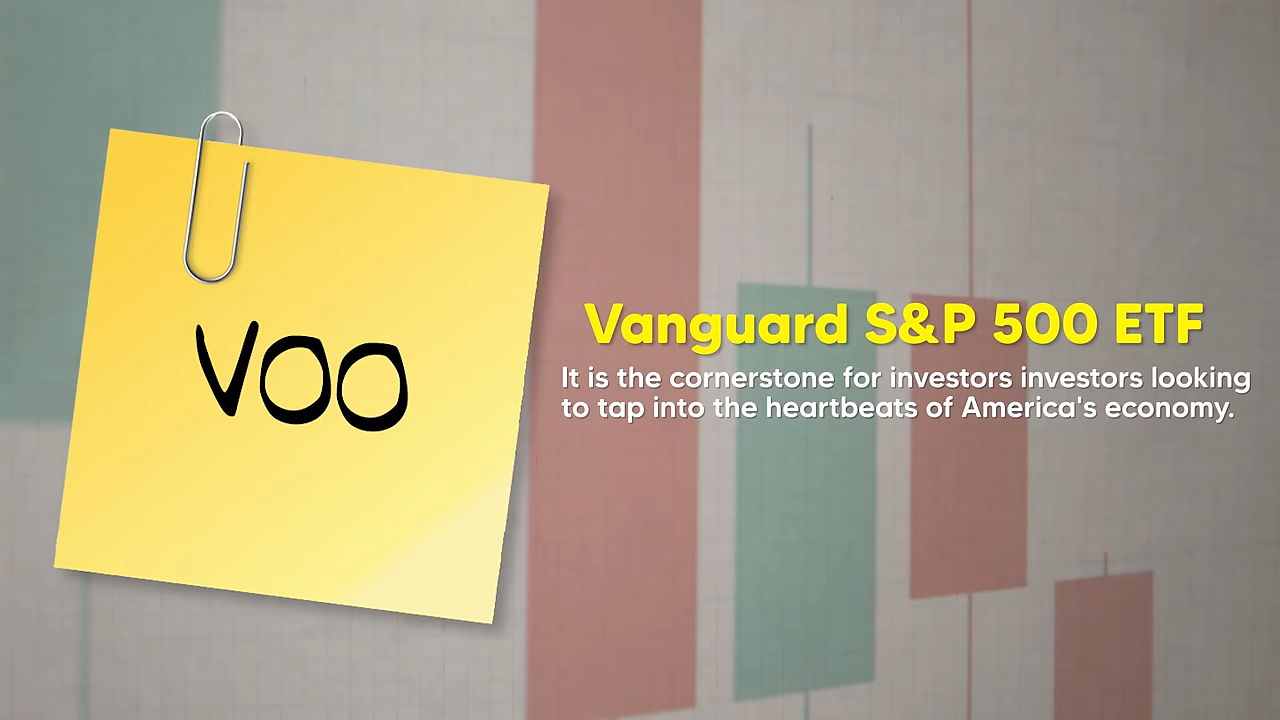 Voo
Vanguard S&P 500 ETF
It is the cornerstone for investors investors looking
to tap into the heartbeats of America's economy.